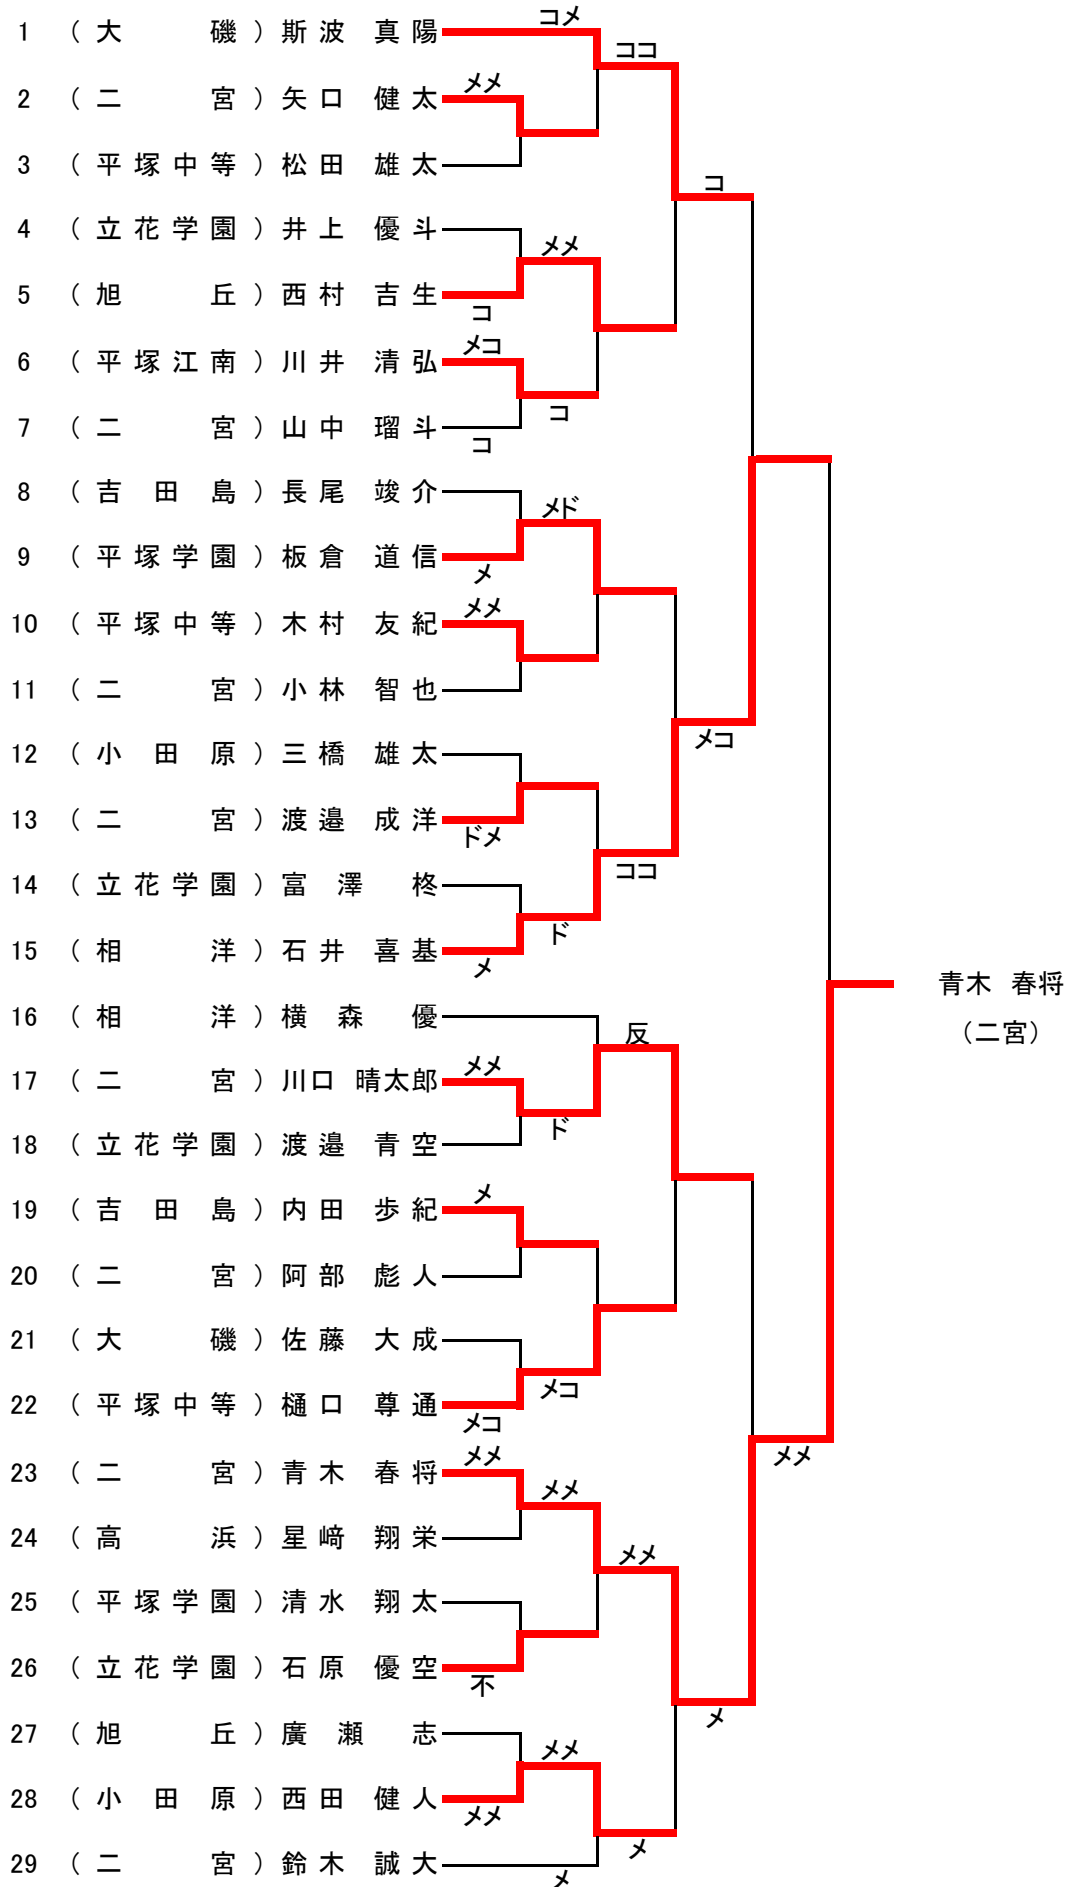 コメ
1 （大磯）斯波 真陽
ココ
メメ
2 （二宮）矢口 健太
3 （平塚中等）松田 雄太
コ
4 （立花学園）井上 優斗
メメ
5 （旭丘）西村 吉生
コ
メコ
6 （平塚江南）川井 清弘
コ
7 （二宮）山中 瑠斗
コ
8 （吉田島）長尾 竣介
メド
9 （平塚学園）板倉 道信
メ
メメ
10 （平塚中等）木村 友紀
11 （二宮）小林 智也
メコ
12 （小田原）三橋 雄太
13 （二宮）渡邉 成洋
ドメ
ココ
14 （立花学園）富澤 柊
ド
15 （相洋）石井 喜基
メ
青木 春将
（二宮）
16 （相洋）横森 優
反
メメ
17 （二宮）川口 晴太郎
ド
18 （立花学園）渡邉 青空
メ
19 （吉田島）内田 歩紀
20 （二宮）阿部 彪人
21 （大磯）佐藤 大成
メコ
22 （平塚中等）樋口 尊通
メコ
メメ
メメ
23 （二宮）青木 春将
メメ
24 （高浜）星﨑 翔栄
メメ
25 （平塚学園）清水 翔太
26 （立花学園）石原 優空
不
メ
27 （旭丘）廣瀬 志
メメ
28 （小田原）西田 健人
メメ
メ
29 （二宮）鈴木 誠大
メ